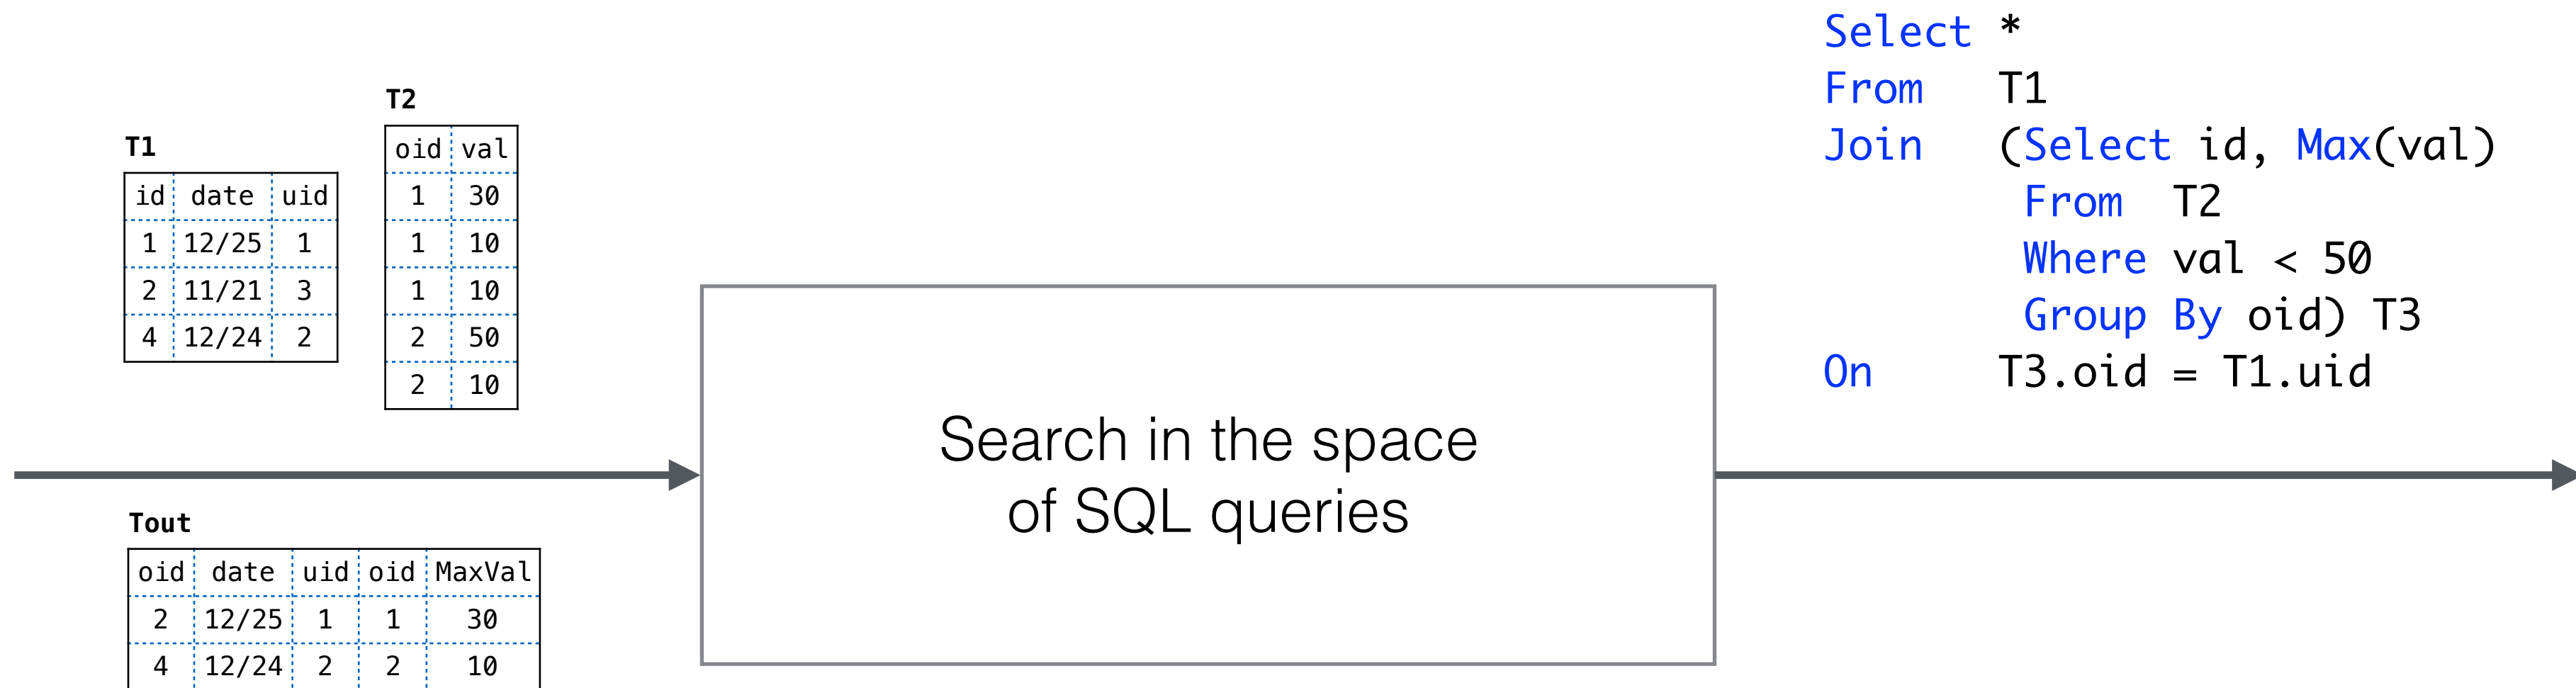 T1
id date uid
1 12/25 1
2 11/21 3
4 12/24 2
T2
oid val
1 30
1 10
1 10
2 50
2 10
Tout
oid date uid oid MaxVal
2 12/25 1 1 30
4 12/24 2 2 10
Search in the space
of SQL queries
Select *
From T1
Join (Select id, Max(val)
From T2
Where val < 50
Group By oid) T3
On T3.oid = T1.uid